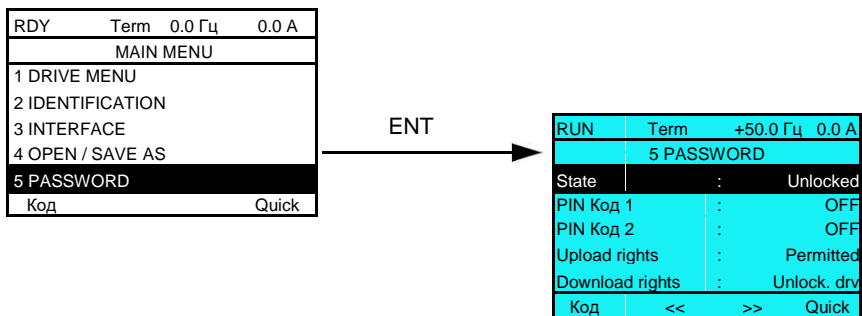 RDY Term 0.0 Гц 0.0 A
MAIN MENU
1 DRIVE MENU
2 IDENTIFICATION
3 INTERFACE
4 OPEN / SAVE AS
5 PASSWORD
Код Quick
ENT
RUN Term +50.0 Гц 0.0 A
5 PASSWORD
State : Unlocked
PIN Код 1 : OFF
PIN Код 2 : OFF
Upload rights : Permitted
Download rights : Unlock. drv
Код << >> Quick